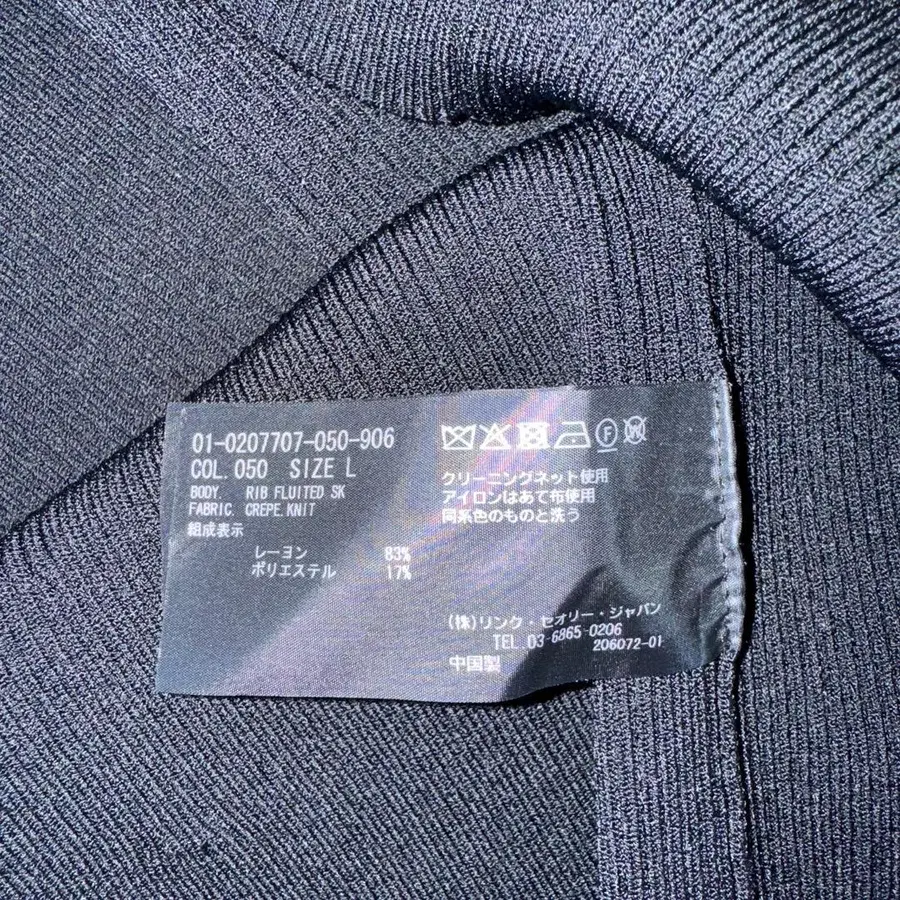 01-0207707-050-906
COL. 050 SIZE L
BODY. RIB FLUITED SK
FABRIC. CREPE.KNIT
組成表示
レーヨン 83%
ポリエステル 17%
F
クリーニングネット使用
アイロンはあて布使用
同系色のものと洗う
(株)リンク・セオリー・ジャパン
TEL.03-6865-0206
206072-01
中国製